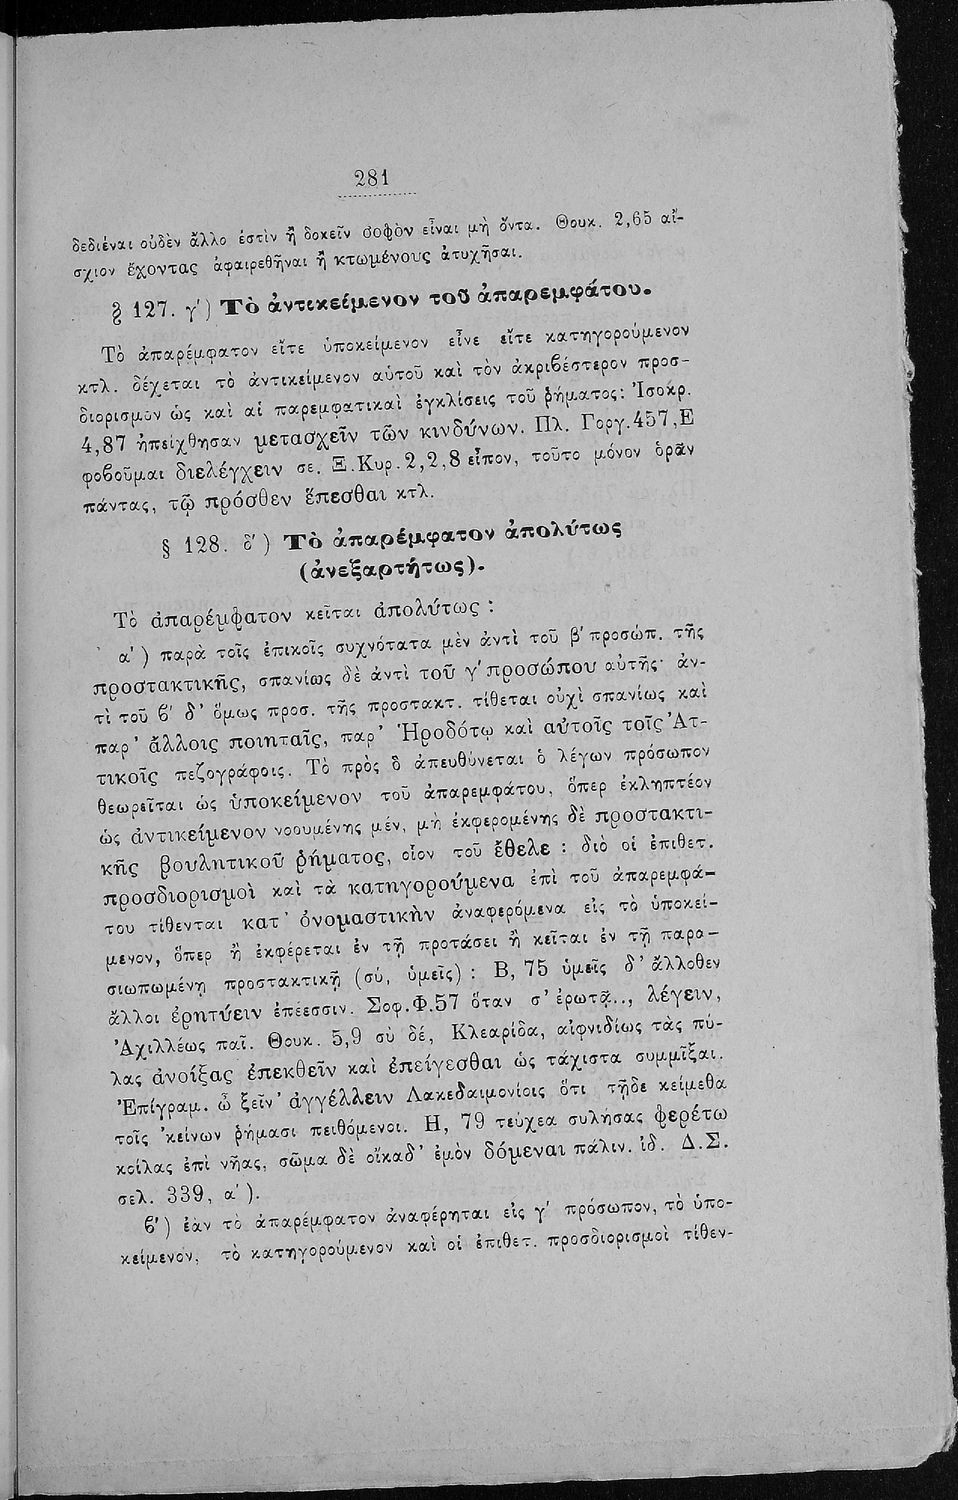 281
δεδιέναι οὐδὲν ἄλλο ἐστὶν ἢ δοκεῖν σοφὸν εἶναι μὴ ὄντα. Θουκ. 2,65 αἴ-
σχιον ἔχοντας ἀφαιρεθῆναι ἢ κτωμένους ἀτυχῆσαι.
§ 127. γ΄) Τὸ ἀντικείμενον τοῦ ἀπαρεμφάτου.
Τὸ ἀπαρέμφατον εἴτε ὑποκείμενον εἶνε εἴτε κατηγορούμενον
κτλ. δέχεται τὸ ἀντικείμενον αὐτοῦ καὶ τὸν ἀκριβέστερον προσ-
διορισμὸν ὡς καὶ αἱ παρεμφατικαὶ ἐγκλίσεις τοῦ ῥήματος: Ἰσοκρ.
4,87 ἠπείχθησαν μετασχεῖν τῶν κινδύνων. Πλ. Γοργ.457,Ε
φοβοῦμαι διελέγχειν σε. Ξ.Κυρ.2,2,8 εἶπον, τοῦτο μόνον ὁρᾶν
πάντας, τῷ πρόσθεν ἕπεσθαι κτλ.
§ 128. δ΄) Τὸ ἀπαρέμφατον ἀπολύτως
(ἀνεξαρτήτως).
Τὸ ἀπαρέμφατον κεῖται ἀπολύτως:
α΄) παρὰ τοῖς ἐπικοῖς συχνότατα μὲν ἀντὶ τοῦ β΄ προσώπ. τῆς
προστακτικῆς, σπανίως δὲ ἀντὶ τοῦ γ΄ προσώπου αὐτῆς· ἀν-
τὶ τοῦ β΄ δ' ὅμως προσ. τῆς προστακτ. τίθεται οὐχὶ σπανίως καὶ
παρ' ἄλλοις ποιηταῖς, παρ' Ἡροδότῳ καὶ αὐτοῖς τοῖς Ἀτ-
τικοῖς πεζογράφοις. Τὸ πρὸς ὃ ἀπευθύνεται ὁ λέγων πρόσωπον
θεωρεῖται ὡς ὑποκείμενον τοῦ ἀπαρεμφάτου, ὅπερ ἐκληπτέον
ὡς ἀντικείμενον νοουμένης μέν, μὴ ἐκφερομένης δὲ προστακτι-
κῆς βουλητικοῦ ῥήματος, οἷον τοῦ ἔθελε : διὸ οἱ ἐπιθετ.
προσδιορισμοὶ καὶ τὰ κατηγορούμενα ἐπὶ τοῦ ἀπαρεμφά-
του τίθενται κατ' ὀνομαστικὴν ἀναφερόμενα εἰς τὸ ὑποκεί-
μενον, ὅπερ ἢ ἐκφέρεται ἐν τῇ προτάσει ἢ κεῖται ἐν τῇ παρα-
σιωπωμένῃ προστακτικῇ (σύ, ὑμεῖς) : Β, 75 ὑμεῖς δ' ἄλλοθεν
ἄλλοι ἐρητύειν ἐπέεσσιν. Σοφ.Φ.57 ὅταν σ' ἐρωτᾷ.., λέγειν,
Ἀχιλλέως παῖ. Θουκ. 5,9 σὺ δέ, Κλεαρίδα, αἰφνιδίως τὰς πύ-
λας ἀνοίξας ἐπεκθεῖν καὶ ἐπείγεσθαι ὡς τάχιστα συμμῖξαι.
Ἐπίγραμ. ὦ ξεῖν' ἀγγέλλειν Λακεδαιμονίοις ὅτι τῇδε κείμεθα
τοῖς 'κείνων ῥήμασι πειθόμενοι. Η, 79 τεύχεα συλήσας φερέτω
κοίλας ἐπὶ νῆας, σῶμα δὲ οἴκαδ' ἐμὸν δόμεναι πάλιν. ἰδ. Δ.Σ.
σελ. 339, α΄).
β΄) ἐὰν τὸ ἀπαρέμφατον ἀναφέρηται εἰς γ΄ πρόσωπον, τὸ ὑπο-
κείμενον, τὸ κατηγορούμενον καὶ οἱ ἐπιθετ. προσδιορισμοὶ τίθεν-